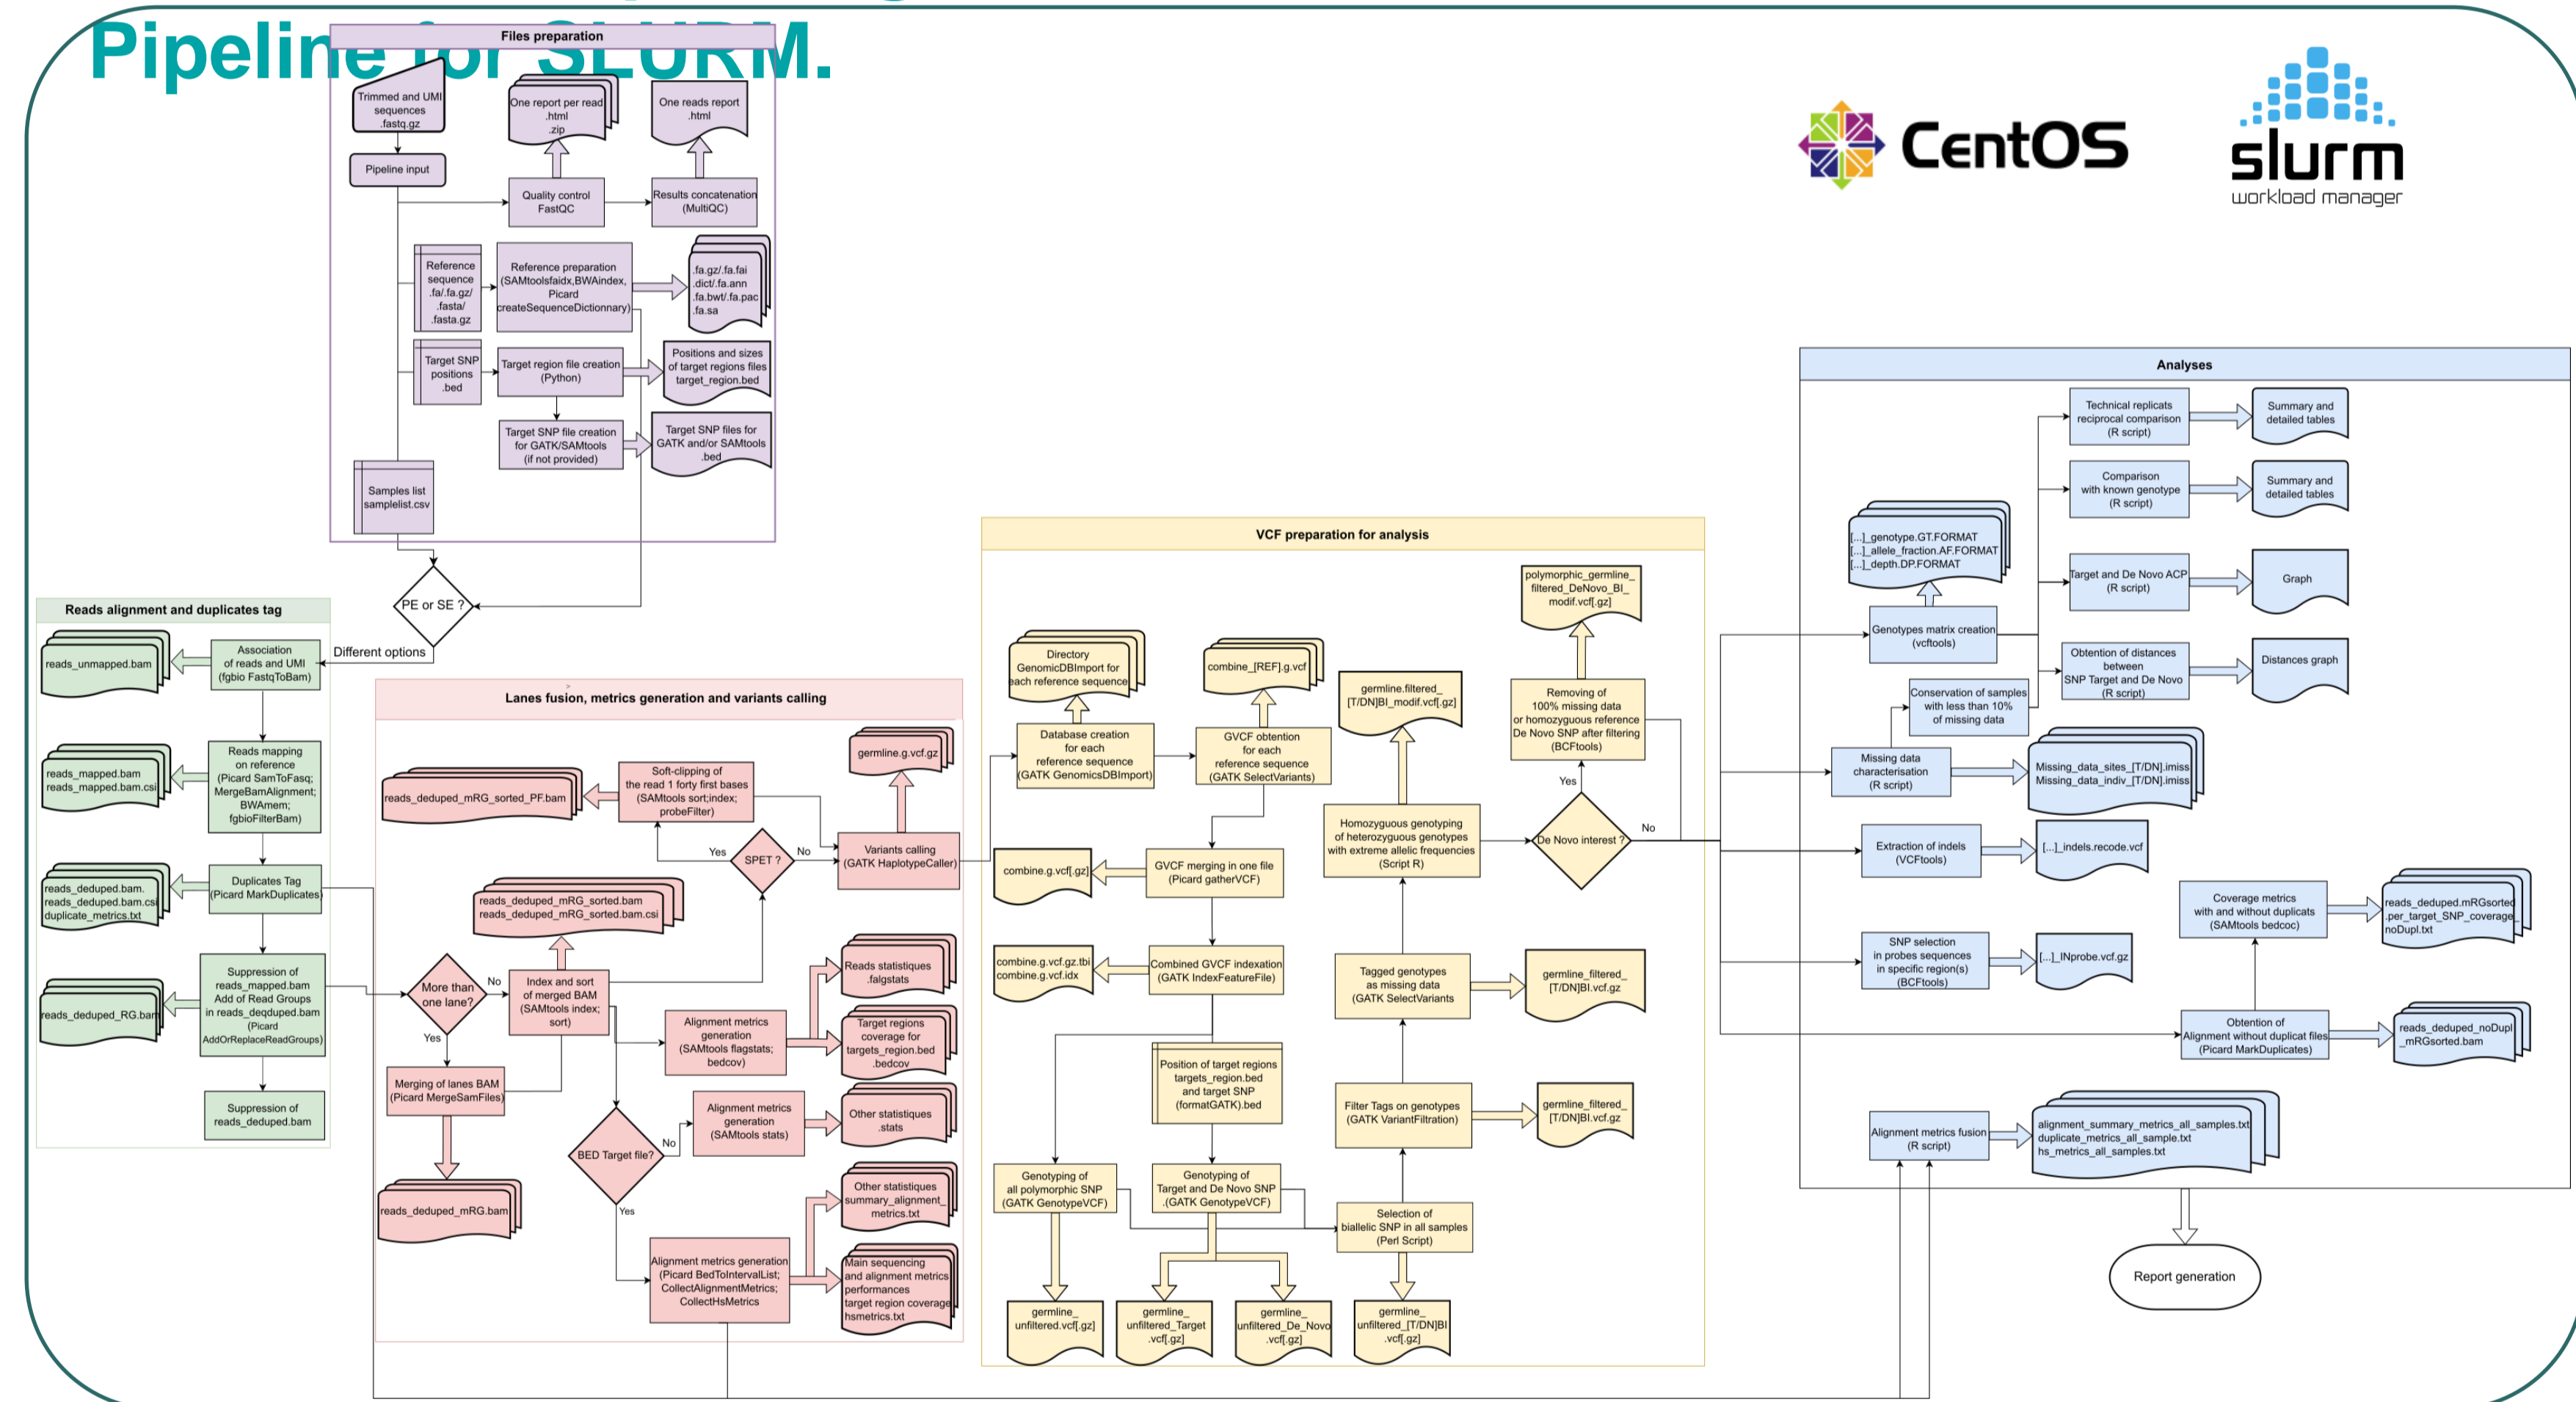 Pipeline for SLURM.
Files preparation
Trimmed and UMI
sequences
.fastq.gz
Pipeline input
One report per read
.html
.zip
One reads report
.html
Quality control
FastQC
Results concatenation
(MultiQC)
Reference
sequence
.fa/.fa.gz/
.fasta/
.fasta.gz
Reference preparation
(SAMtoolsfaidx,BWAindex,
Picard
createSequenceDictionnary)
.fa.gz/.fa.fai
.dict/.fa.ann
.fa.bwt/.fa.pac
.fa.sa
Target SNP
positions
.bed
Target region file creation
(Python)
Positions and sizes
of target regions files
target_region.bed
Target SNP file creation
for GATK/SAMtools
(if not provided)
Target SNP files for
GATK and/or SAMtools
.bed
Samples list
samplelist.csv
PE or SE ?
Different options
CentOS
slurm
workload manager
Reads alignment and duplicates tag
reads_unmapped.bam
Association
of reads and UMI
(fgbio FastqToBam)
reads_mapped.bam
reads_mapped.bam.csi
Reads mapping
on reference
(Picard SamToFasq;
MergeBamAlignment;
BWAmem;
fgbioFilterBam)
reads_deduped.bam.
reads_deduped.bam.csi
duplicate_metrics.txt
Duplicates Tag
(Picard MarkDuplicates)
reads_deduped_RG.bam
Suppression of
reads_mapped.bam
Add of Read Groups
in reads_deqduped.bam
(Picard
AddOrReplaceReadGroups)
Suppression of
reads_deduped.bam
Lanes fusion, metrics generation and variants calling
>
germline.g.vcf.gz
reads_deduped_mRG_sorted_PF.bam
Soft-clipping of
the read 1 forty first bases
(SAMtools sort;index;
probeFilter)
Yes
SPET ?
No
Variants calling
(GATK HaplotypeCaller)
reads_deduped_mRG_sorted.bam
reads_deduped_mRG_sorted.bam.csi
More than
one lane?
No
Yes
Index and sort
of merged BAM
(SAMtools index;
sort)
Merging of lanes BAM
(Picard MergeSamFiles)
reads_deduped_mRG.bam
Alignment metrics
generation
(SAMtools flagstats;
bedcov)
Reads statistiques
.falgstats
Target regions
coverage for
targets_region.bed
.bedcov
BED Target file?
No
Yes
Alignment metrics
generation
(SAMtools stats)
Other statistiques
.stats
Alignment metrics generation
(Picard BedToIntervalList;
CollectAlignmentMetrics;
CollectHsMetrics
Other statistiques
summary_alignment_
metrics.txt
Main sequencing
and alignment metrics
performances
target region coverage
hsmetrics.txt
VCF preparation for analysis
Directory
GenomicDBImport for
each reference sequence
Database creation
for each
reference sequence
(GATK GenomicsDBImport)
combine_[REF].g.vcf
GVCF obtention
for each
reference sequence
(GATK SelectVariants)
combine.g.vcf[.gz]
GVCF merging in one file
(Picard gatherVCF)
combine.g.vcf.gz.tbi
combine.g.vcf.idx
Combined GVCF indexation
(GATK IndexFeatureFile)
Position of target regions
targets_region.bed
and target SNP
(formatGATK).bed
Genotyping of
all polymorphic SNP
(GATK GenotypeVCF)
Genotyping of
Target and De Novo SNP
.(GATK GenotypeVCF)
germline_
unfiltered.vcf[.gz]
germline_
unfiltered_Target
.vcf[.gz]
germline_
unfiltered_De_Novo
.vcf[.gz]
germline_
unfiltered_[T/DN]BI
.vcf[.gz]
Selection of
biallelic SNP in all samples
(Perl Script)
Filter Tags on genotypes
(GATK VariantFiltration)
germline_filtered_
[T/DN]BI.vcf.gz
Tagged genotypes
as missing data
(GATK SelectVariants
germline_filtered_
[T/DN]BI.vcf.gz
Homozyguous genotyping
of heterozyguous genotypes
with extreme allelic frequencies
(Script R)
germline.filtered_
[T/DN]BI_modif.vcf[.gz]
De Novo interest ?
Yes
No
Removing of
100% missing data
or homozyguous reference
De Novo SNP after filtering
(BCFtools)
polymorphic_germline_
filtered_DeNovo_BI_
modif.vcf[.gz]
Analyses
Technical replicats
reciprocal comparison
(R script)
Summary and
detailed tables
Comparison
with known genotype
(R script)
Summary and
detailed tables
[...]_genotype.GT.FORMAT
[...]_allele_fraction.AF.FORMAT
[...]_depth.DP.FORMAT
Target and De Novo ACP
(R script)
Graph
Genotypes matrix creation
(vcftools)
Obtention of distances
between
SNP Target and De Novo
(R script)
Distances graph
Conservation of samples
with less than 10%
of missing data
Missing data
characterisation
(R script)
Missing_data_sites_[T/DN].imiss
Missing_data_indiv_[T/DN].imiss
Extraction of indels
(VCFtools)
[...]_indels.recode.vcf
SNP selection
in probes sequences
in specific region(s)
(BCFtools)
[...]_INprobe.vcf.gz
Coverage metrics
with and without duplicats
(SAMtools bedcoc)
reads_deduped.mRGsorted
.per_target_SNP_coverage_
noDupl.txt
Obtention of
Alignment without duplicat files
(Picard MarkDuplicates)
reads_deduped_noDupl
_mRGsorted.bam
Alignment metrics fusion
(R script)
alignment_summary_metrics_all_samples.txt
duplicate_metrics_all_sample.txt
hs_metrics_all_samples.txt
Report generation